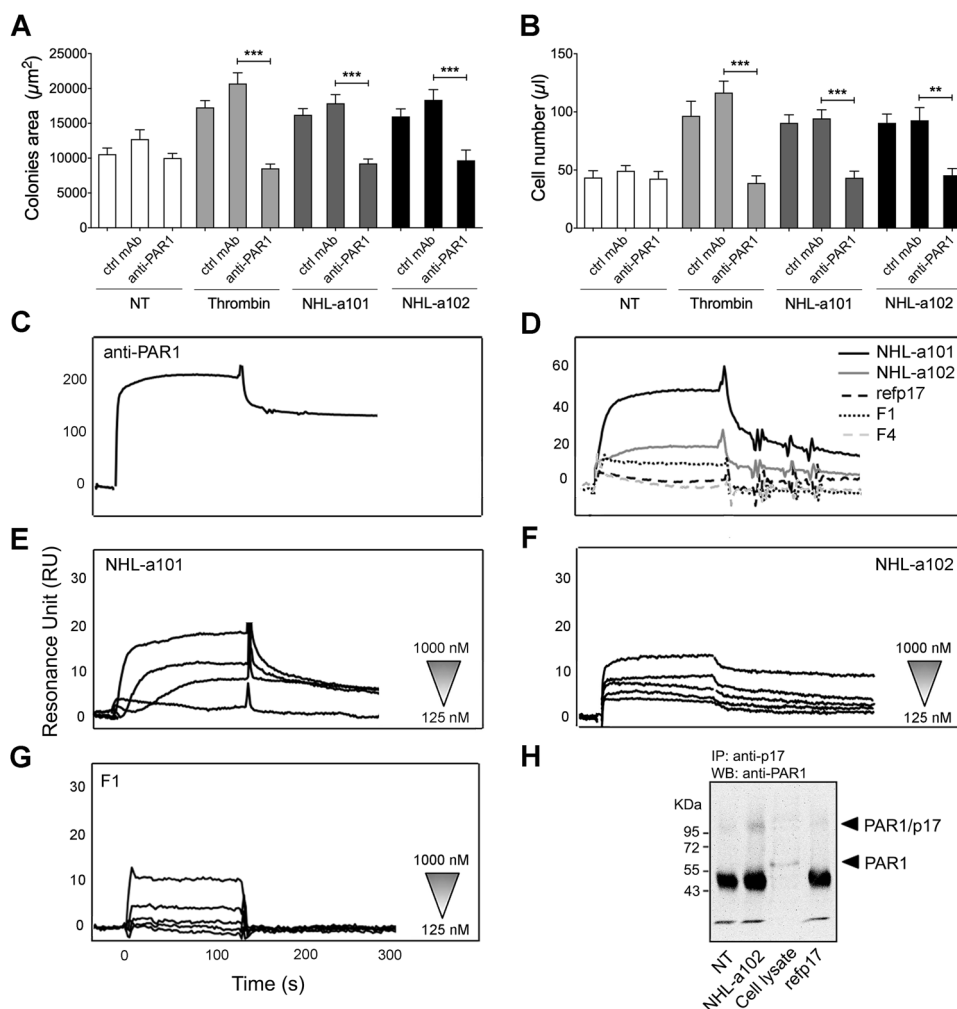 A
Colonies area (µm2)
25000
20000
15000
10000
5000
0
***
***
***
ctrl mAb
anti-PAR1
ctrl mAb
anti-PAR1
ctrl mAb
anti-PAR1
ctrl mAb
anti-PAR1
NT
Thrombin
NHL-a101
NHL-a102
B
Cell number (µl)
150
100
50
0
***
***
**
ctrl mAb
anti-PAR1
ctrl mAb
anti-PAR1
ctrl mAb
anti-PAR1
ctrl mAb
anti-PAR1
NT
Thrombin
NHL-a101
NHL-a102
C
anti-PAR1
200
100
0
D
60
40
20
0
NHL-a101
NHL-a102
refp17
F1
F4
Resonance Unit (RU)
E
NHL-a101
30
20
10
0
1000 nM
125 nM
F
NHL-a102
30
20
10
0
1000 nM
125 nM
G
F1
30
20
10
0
1000 nM
125 nM
0
100
200
300
Time (s)
H
IP: anti-p17
WB: anti-PAR1
KDa
95
72
55
43
PAR1/p17
PAR1
NT
NHL-a102
Cell lysate
refp17